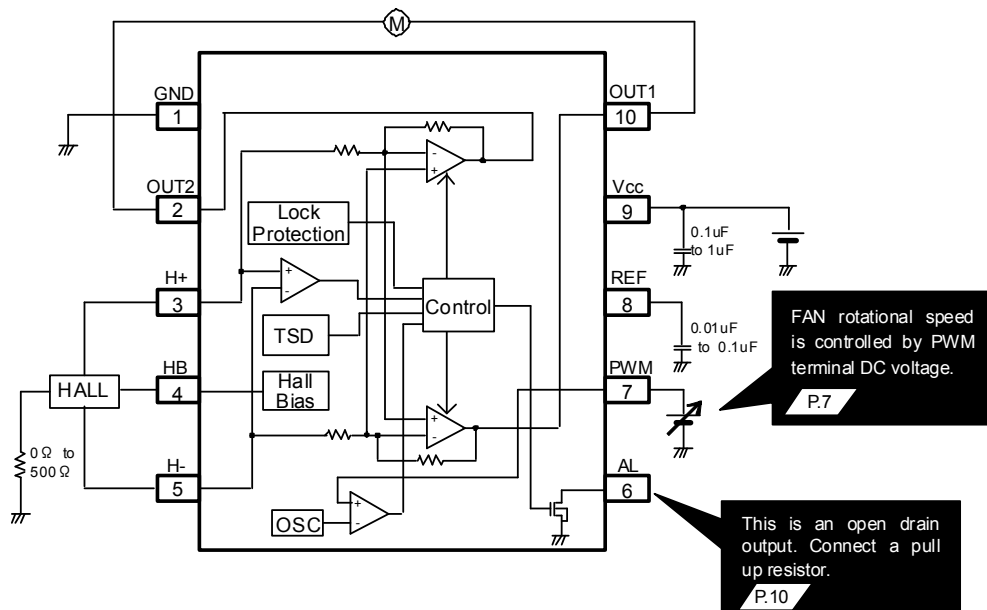 M
GND
1
OUT1
10
OUT2
2
Vcc
9
Lock
Protection
0.1uF
to 1uF
+
-
H+
3
+
-
REF
8
Control
TSD
0.01uF
to 0.1uF
FAN rotational speed
is controlled by PWM
terminal DC voltage.
P.7
HALL
HB
4
Hall
Bias
PWM
7
0Ω to
500Ω
H-
5
+
-
AL
6
OSC
+
-
This is an open drain
output. Connect a pull
up resistor.
P.10